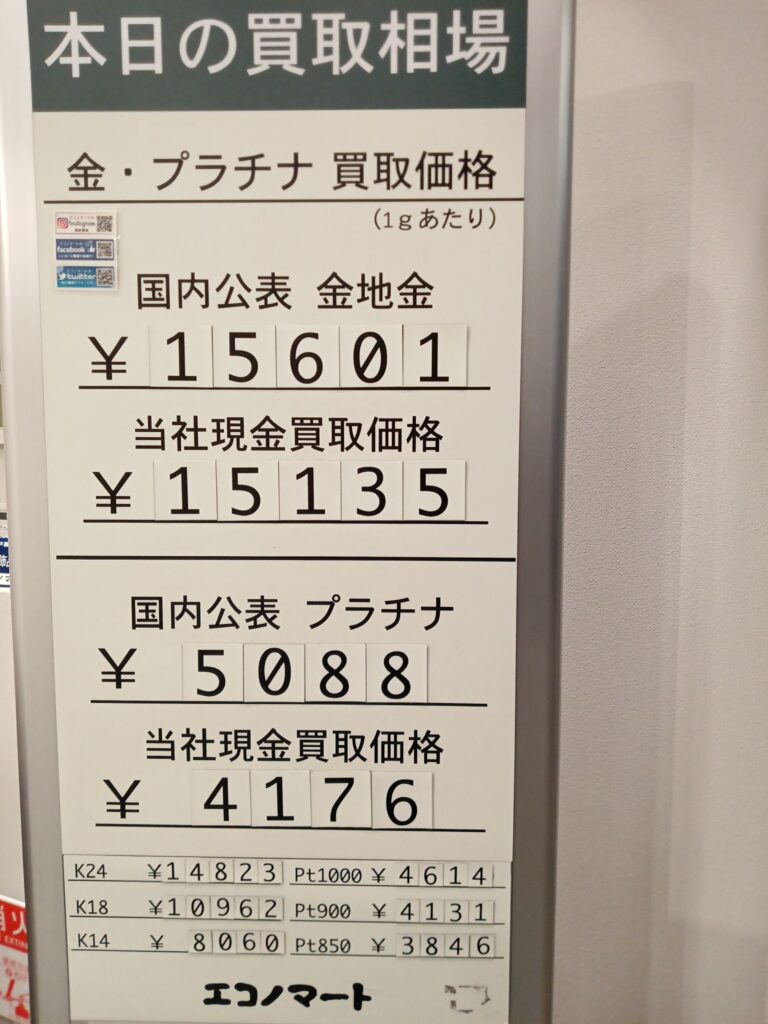 本日の買取相場
金・プラチナ 買取価格
(1gあたり)
Instagram
facebook
twitter
国内公表 金地金
¥15601
当社現金買取価格
¥15135
国内公表 プラチナ
¥5088
当社現金買取価格
¥4176
K24 ¥14823 Pt1000 ¥4614
K18 ¥10962 Pt900 ¥4131
K14 ¥8060 Pt850 ¥3846
エコノマート